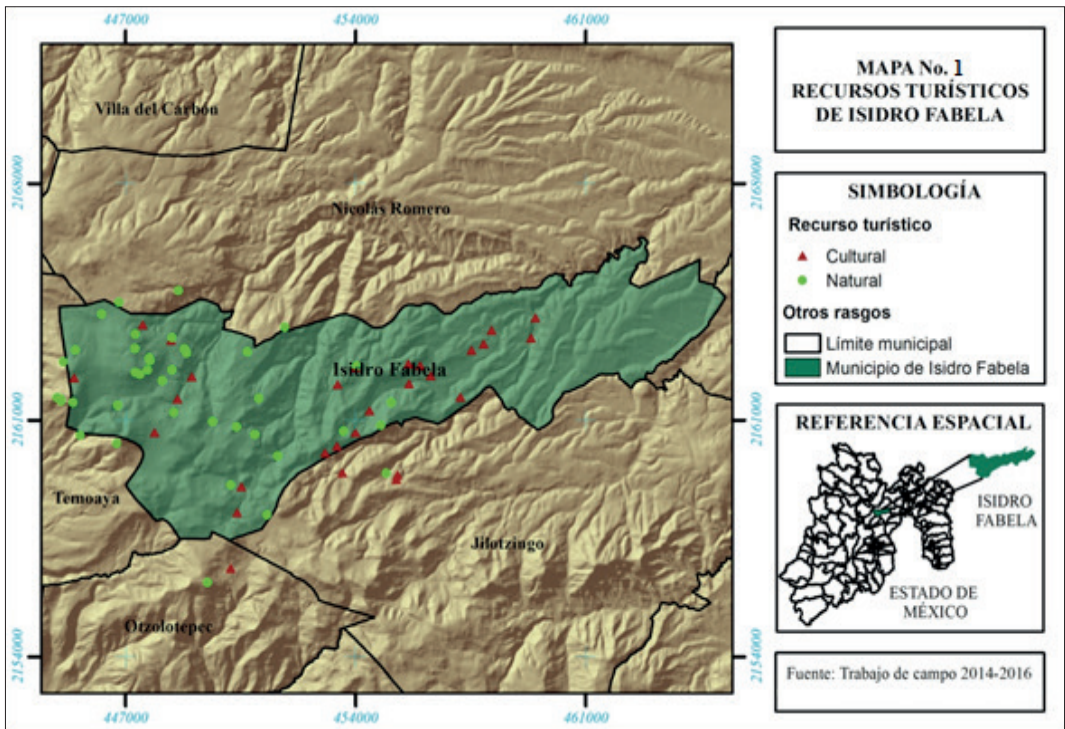 447000
454000
461000
2168000
2161000
2154000
Villa del Carbón
Nicolás Romero
Isidro Fabela
Temoaya
Jilotzingo
Otzolotepec
2168000
2161000
2154000
447000
454000
461000
MAPA No. 1
RECURSOS TURÍSTICOS
DE ISIDRO FABELA
SIMBOLOGÍA
Recurso turístico
Cultural
Natural
Otros rasgos
Límite municipal
Municipio de Isidro Fabela
REFERENCIA ESPACIAL
ISIDRO
FABELA
ESTADO DE
MÉXICO
Fuente: Trabajo de campo 2014-2016